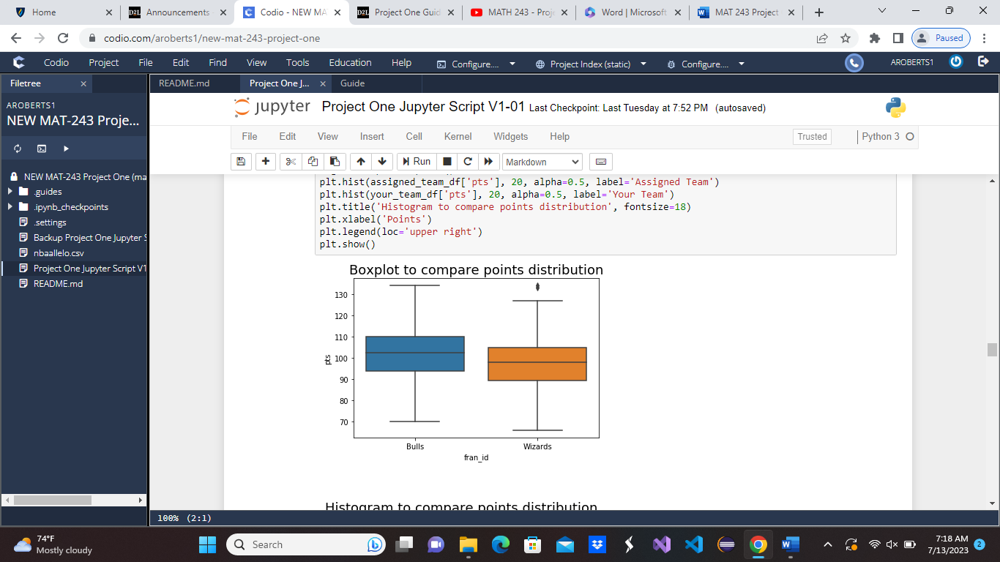 Home
D2L Announcements
Codio - NEW MA
D2L Project One Guid
MATH 243 - Proje
Word | Microsoft
MAT 243 Project
codio.com/aroberts1/new-mat-243-project-one
Paused
Codio Project File Edit Find View Tools Education Help Configure.... Project Index (static) Configure.... AROBERTS1
Filetree
README.md Project One J... Guide
AROBERTS1
NEW MAT-243 Proje...
NEW MAT-243 Project One (ma
.guides
.ipynb_checkpoints
.settings
Backup Project One Jupyter S
nbaallelo.csv
Project One Jupyter Script V1
README.md
jupyter Project One Jupyter Script V1-01 Last Checkpoint: Last Tuesday at 7:52 PM (autosaved)
File Edit View Insert Cell Kernel Widgets Help Trusted Python 3
Run Markdown
plt.hist(assigned_team_df['pts'], 20, alpha=0.5, label='Assigned Team')
plt.hist(your_team_df['pts'], 20, alpha=0.5, label='Your Team')
plt.title('Histogram to compare points distribution', fontsize=18)
plt.xlabel('Points')
plt.legend(loc='upper right')
plt.show()
Boxplot to compare points distribution
130
120
110
100
90
80
70
pts
Bulls Wizards
fran_id
Histogram to compare points distribution
100% (2:1)
74°F
Mostly cloudy
Search
7:18 AM
7/13/2023
2